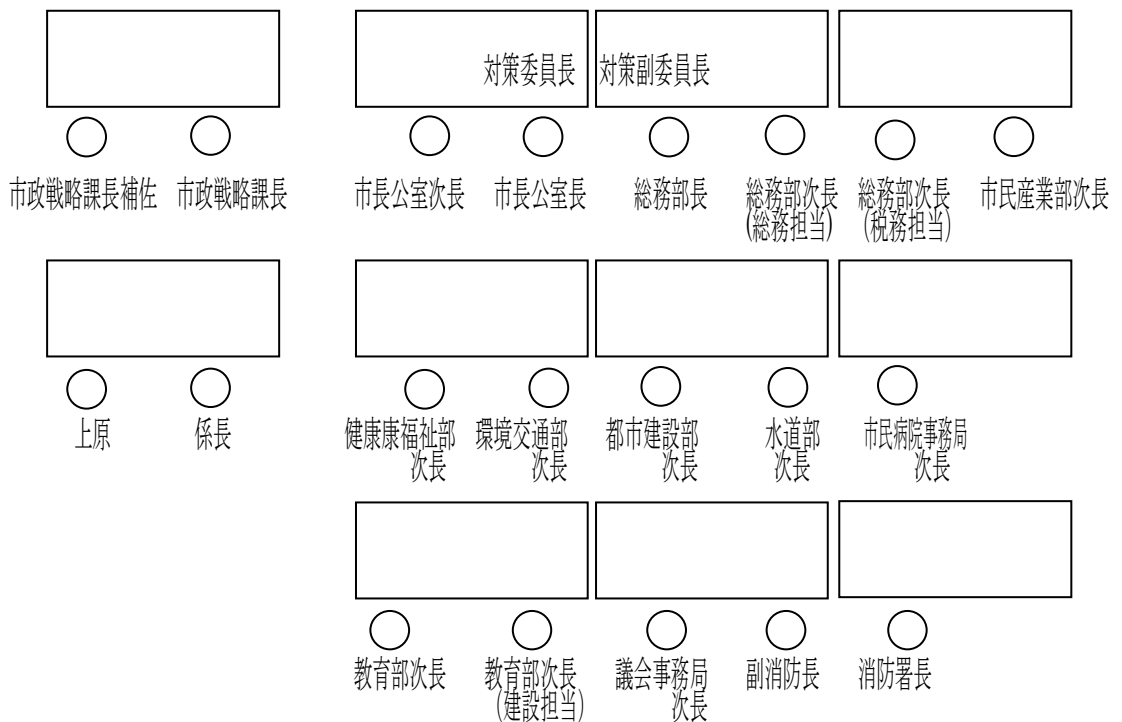 対策委員長 対策副委員長
市政戦略課長補佐 市政戦略課長 市長公室次長 市長公室長 総務部長 総務部次長 総務部次長 市民産業部次長
(総務担当) (税務担当)
上原 係長 健康康福祉部 環境交通部 都市建設部 水道部 市民病院事務局
次長 次長 次長 次長 次長
教育部次長 教育部次長 議会事務局 副消防長 消防署長
(建設担当) 次長